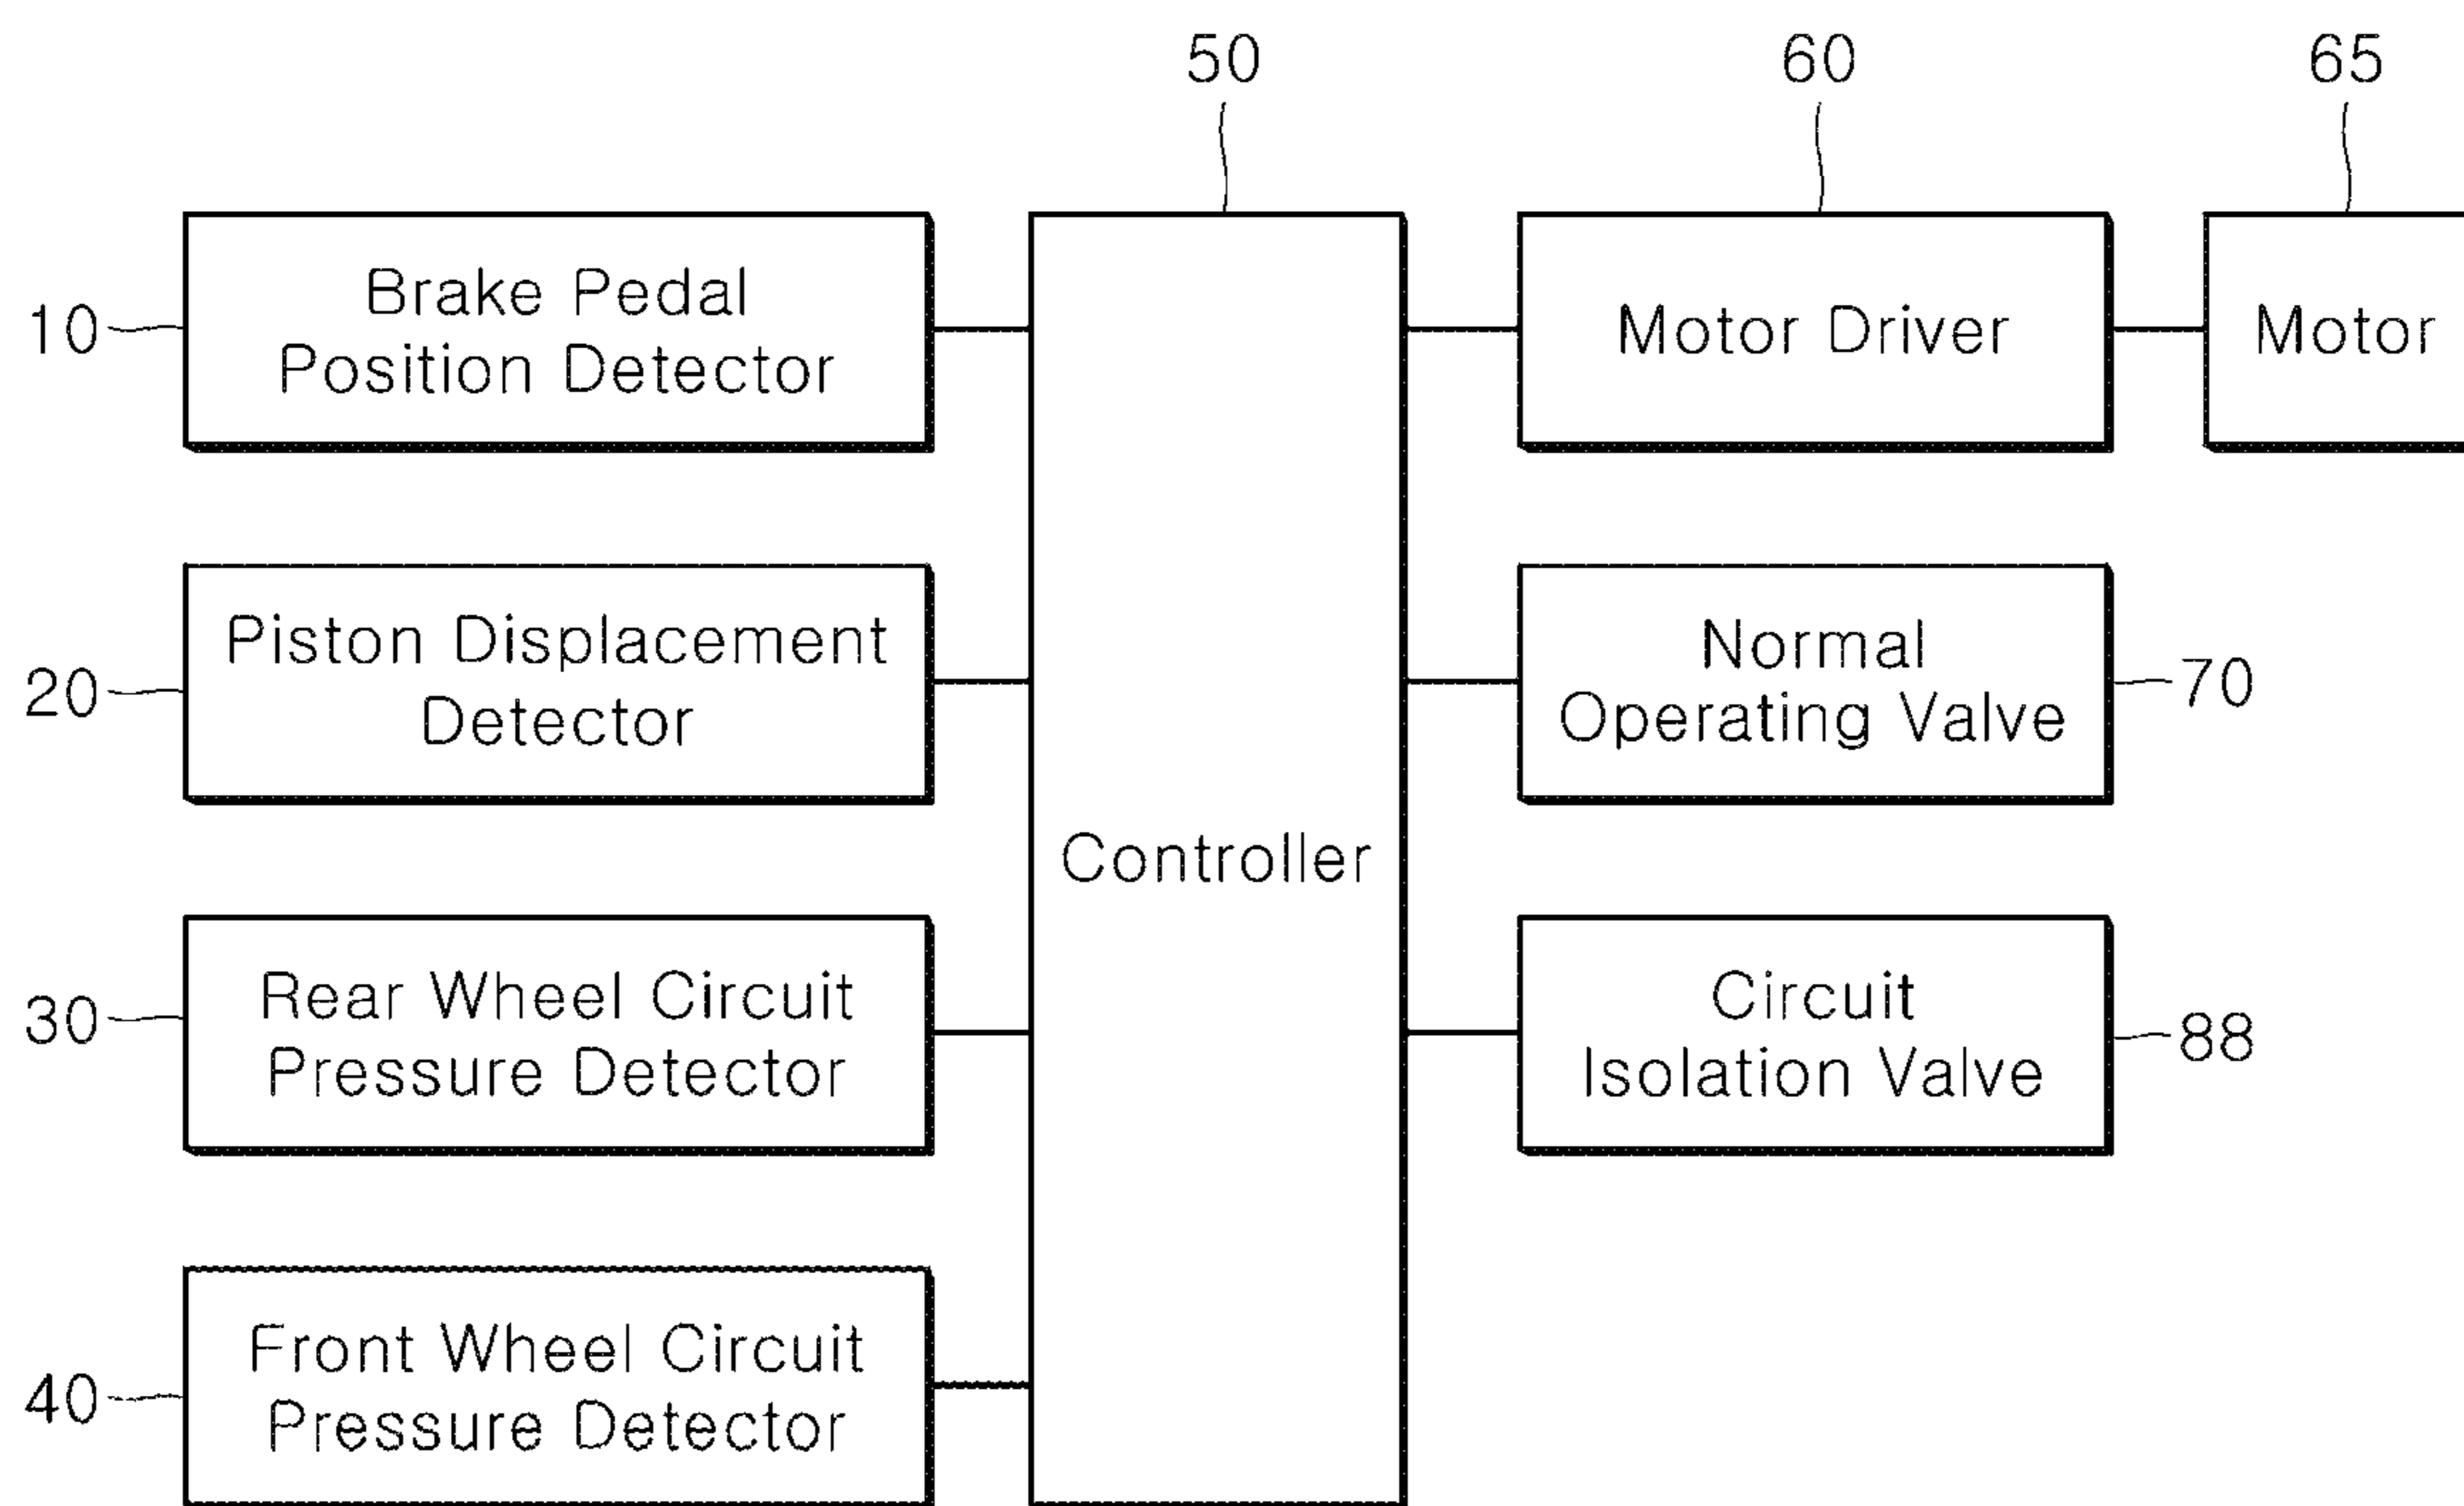 50
60
65
10
Brake Pedal
Position Detector
Motor Driver
Motor
20
Piston Displacement
Detector
Normal
Operating Valve
70
Controller
30
Rear Wheel Circuit
Pressure Detector
Circuit
Isolation Valve
88
40
Front Wheel Circuit
Pressure Detector